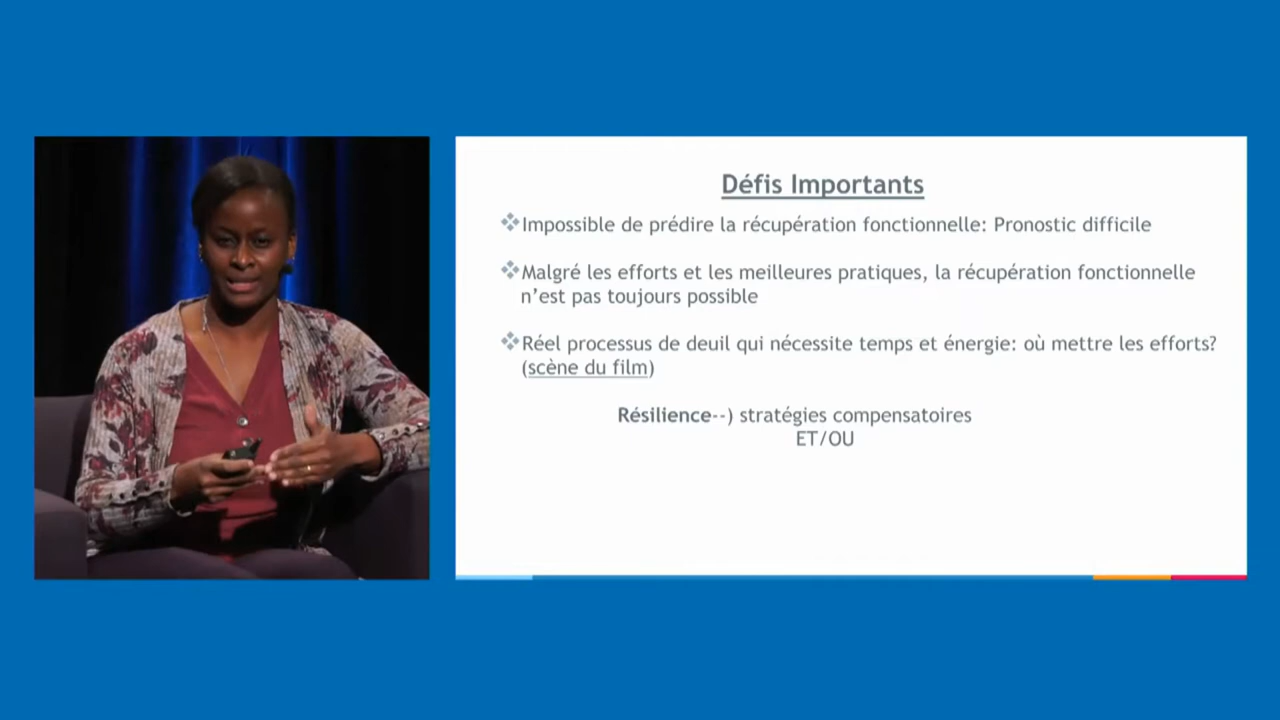 Défis Importants
Impossible de prédire la récupération fonctionnelle: Pronostic difficile
Malgré les efforts et les meilleures pratiques, la récupération fonctionnelle
n’est pas toujours possible
Réel processus de deuil qui nécessite temps et énergie: où mettre les efforts?
(scène du film)
Résilience--) stratégies compensatoires
ET/OU